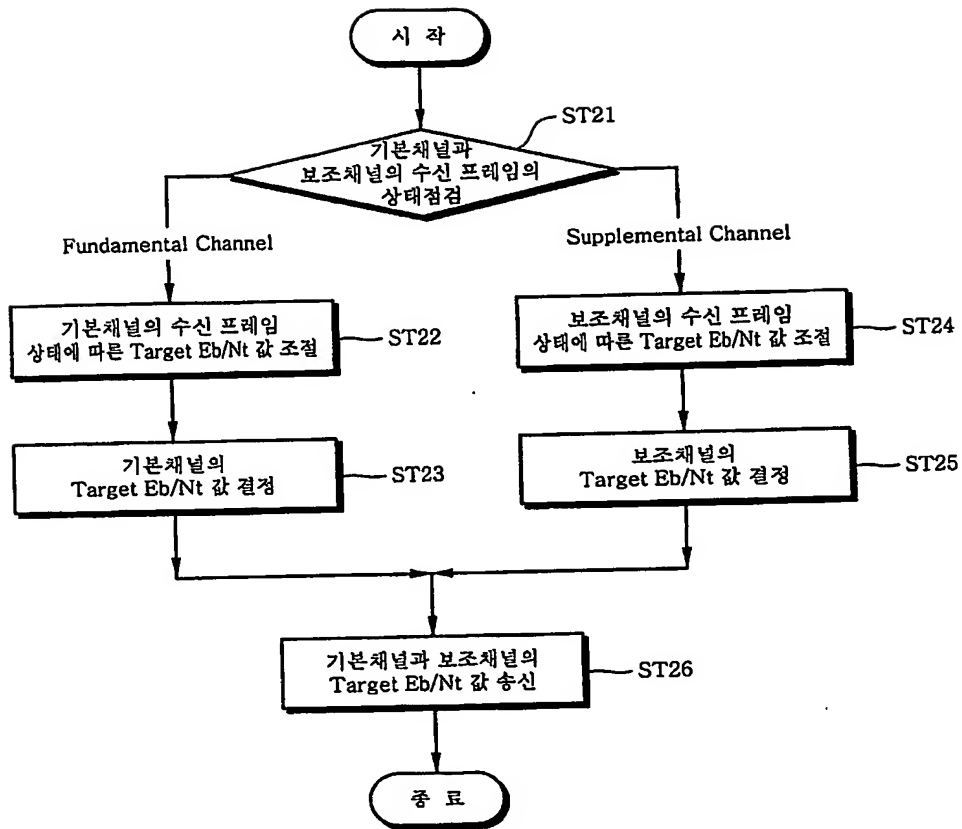 시 작
ST21
기본채널과
보조채널의 수신 프레임의
상태점검
Fundamental Channel
Supplemental Channel
기본채널의 수신 프레임
상태에 따른 Target Eb/Nt 값 조절
ST22
보조채널의 수신 프레임
상태에 따른 Target Eb/Nt 값 조절
ST24
기본채널의
Target Eb/Nt 값 결정
ST23
보조채널의
Target Eb/Nt 값 결정
ST25
기본채널과 보조채널의
Target Eb/Nt 값 송신
ST26
종 료